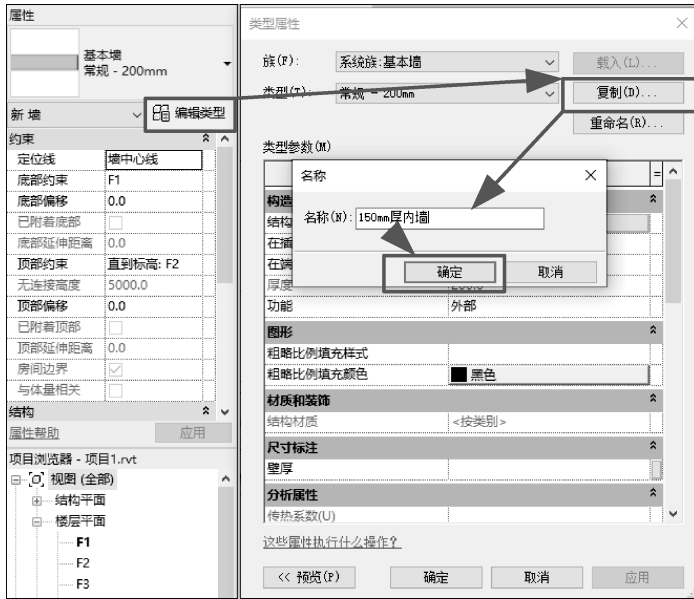 属性
基本墙
常规 - 200mm
新 墙
编辑类型
约束
定位线 墙中心线
底部约束 F1
底部偏移 0.0
已附着底部
底部延伸距离 0.0
顶部约束 直到标高: F2
无连接高度 5000.0
顶部偏移 0.0
已附着顶部
顶部延伸距离 0.0
房间边界
与体量相关
结构
属性帮助 应用
项目浏览器 - 项目1.rvt
视图 (全部)
结构平面
楼层平面
F1
F2
F3
类型属性
族(F): 系统族:基本墙 载入(L)...
类型(T): 常规 - 200mm 复制(D)...
重命名(R)...
类型参数(M)
=
名称
名称(N): 150mm厚内墙
确定 取消
构造
结构
在插
在端
厚度
功能 外部
图形
粗略比例填充样式
粗略比例填充颜色 黑色
材质和装饰
结构材质 <按类别>
尺寸标注
壁厚
分析属性
传热系数(U)
这些属性执行什么操作?
<< 预览(P) 确定 取消 应用